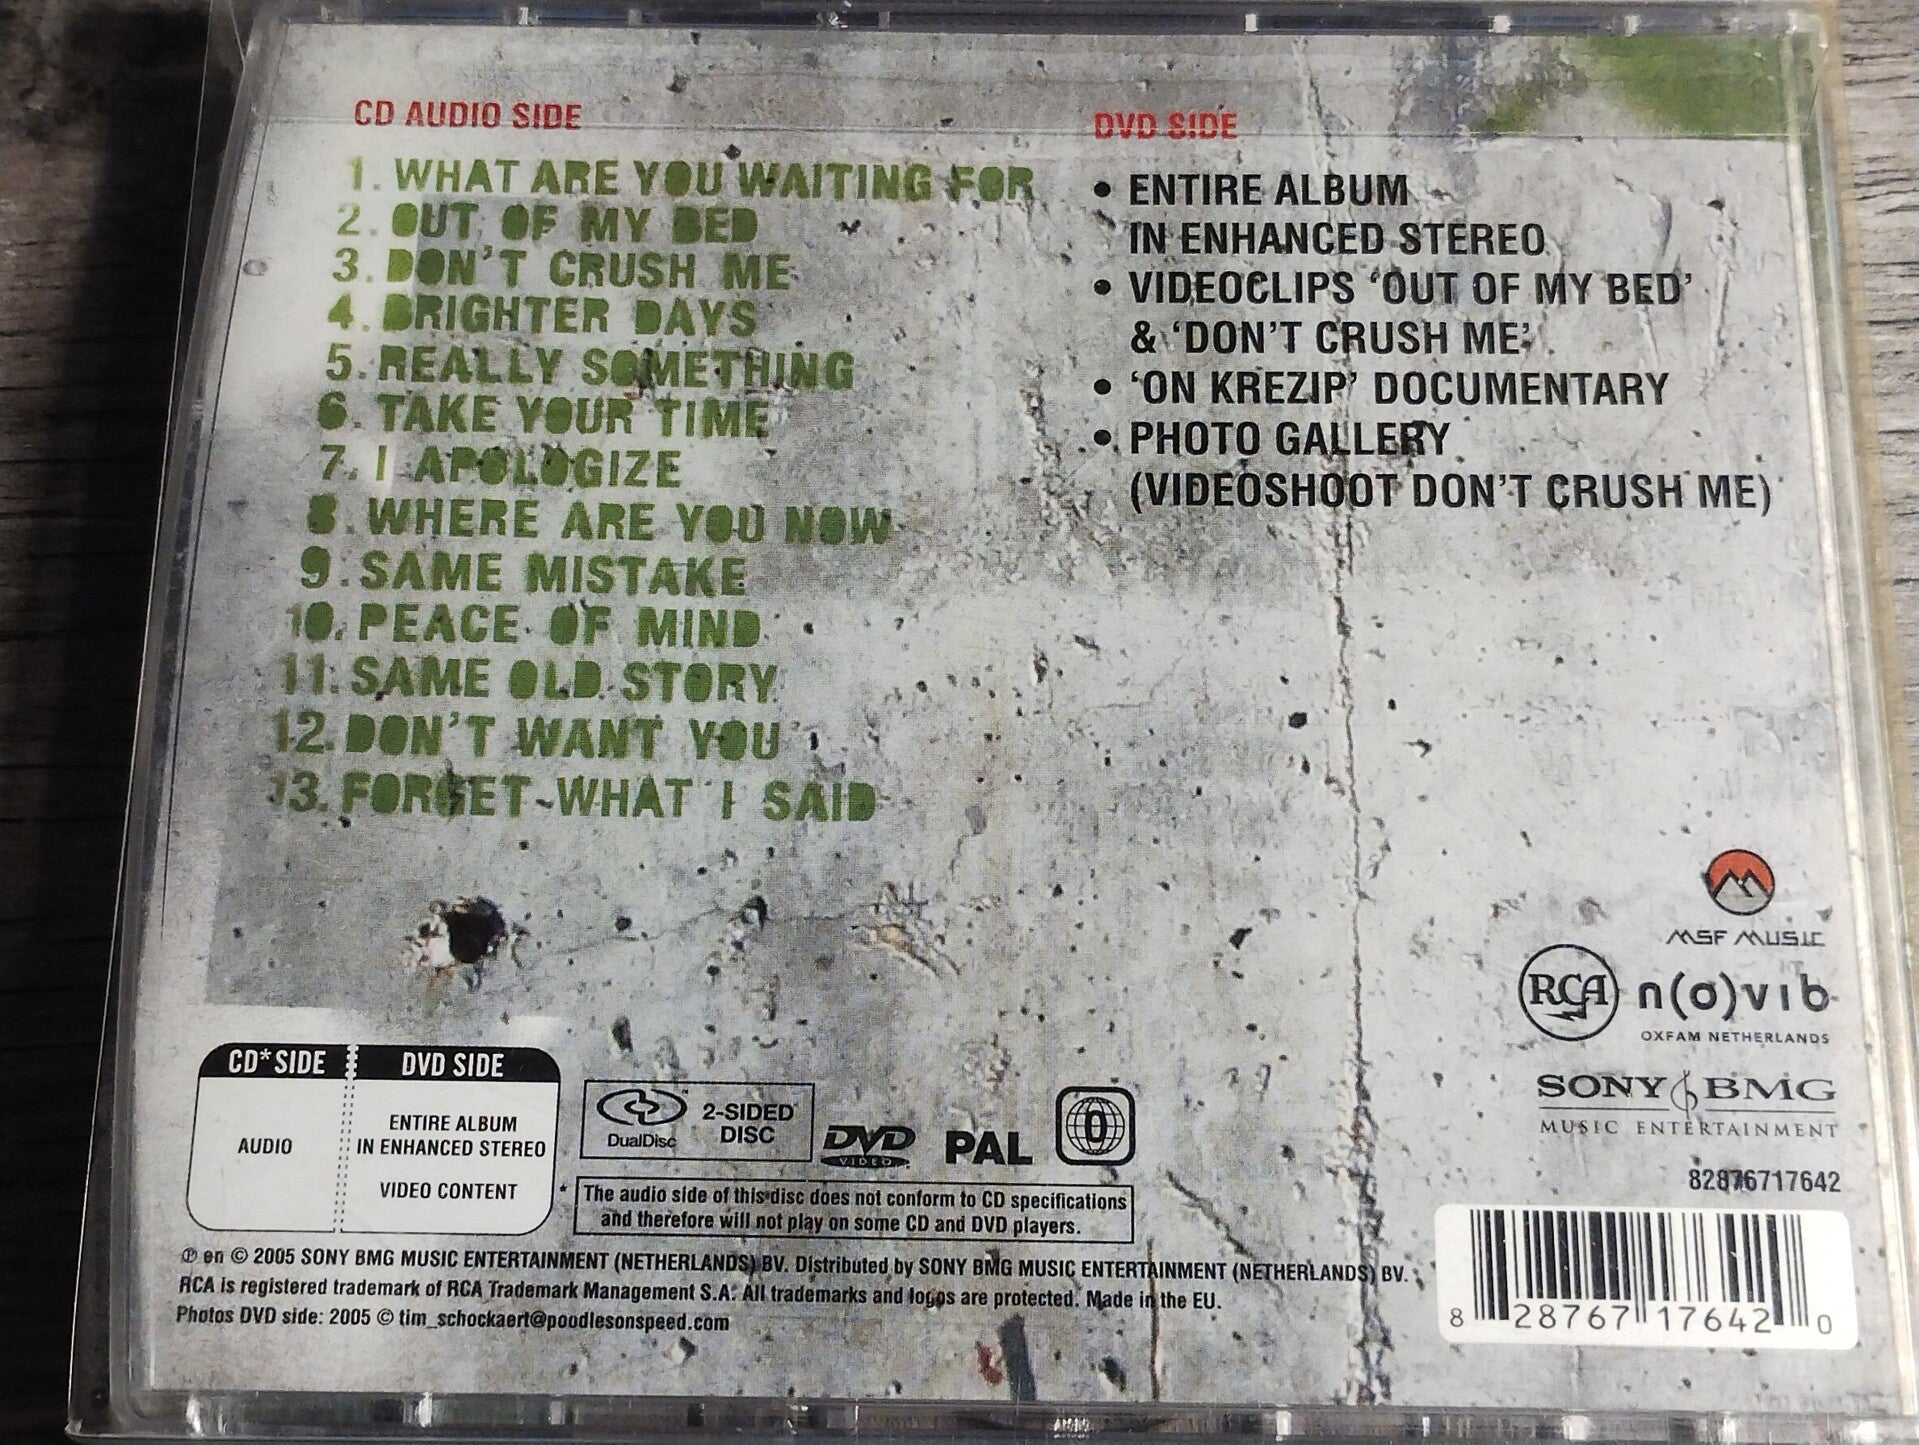 CD AUDIO SIDE
1. WHAT ARE YOU WAITING FOR
2. OUT OF MY BED
3. DON'T CRUSH ME
4. BRIGHTER DAYS
5. REALLY SOMETHING
6. TAKE YOUR TIME
7. I APOLOGIZE
8. WHERE ARE YOU NOW
9. SAME MISTAKE
10. PEACE OF MIND
11. SAME OLD STORY
12. DON'T WANT YOU
13. FORGET WHAT I SAID
DVD SIDE
• ENTIRE ALBUM
IN ENHANCED STEREO
• VIDEOCLIPS 'OUT OF MY BED'
& 'DON'T CRUSH ME'
• 'ON KREZIP' DOCUMENTARY
• PHOTO GALLERY
(VIDEOSHOOT DON'T CRUSH ME)
MSF MUSIC
RCA n(o)vib
OXFAM NETHERLANDS
SONY BMG
MUSIC ENTERTAINMENT
82876717642
8 28767 17642 0
CD* SIDE DVD SIDE
AUDIO
ENTIRE ALBUM
IN ENHANCED STEREO
VIDEO CONTENT
DualDisc
2-SIDED
DISC
DVD
VIDEO
PAL
0
* The audio side of this disc does not conform to CD specifications
and therefore will not play on some CD and DVD players.
℗ en © 2005 SONY BMG MUSIC ENTERTAINMENT (NETHERLANDS) BV. Distributed by SONY BMG MUSIC ENTERTAINMENT (NETHERLANDS) BV.
RCA is registered trademark of RCA Trademark Management S.A. All trademarks and logos are protected. Made in the EU.
Photos DVD side: 2005 © tim_schockaert@poodlesonspeed.com